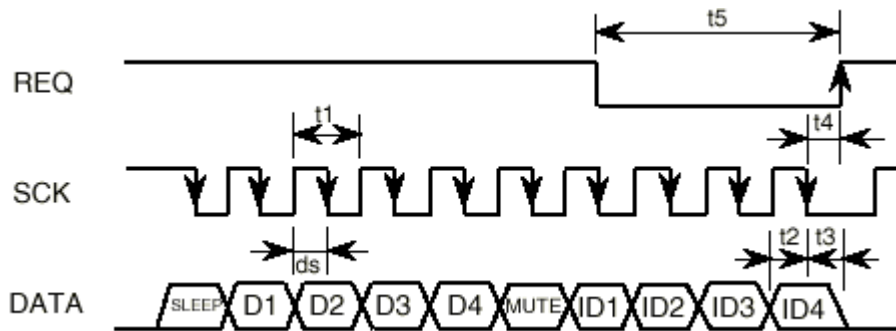 t5
REQ
t1
t4
SCK
t2 t3
ds
DATA SLEEP D1 D2 D3 D4 MUTE ID1 ID2 ID3 ID4